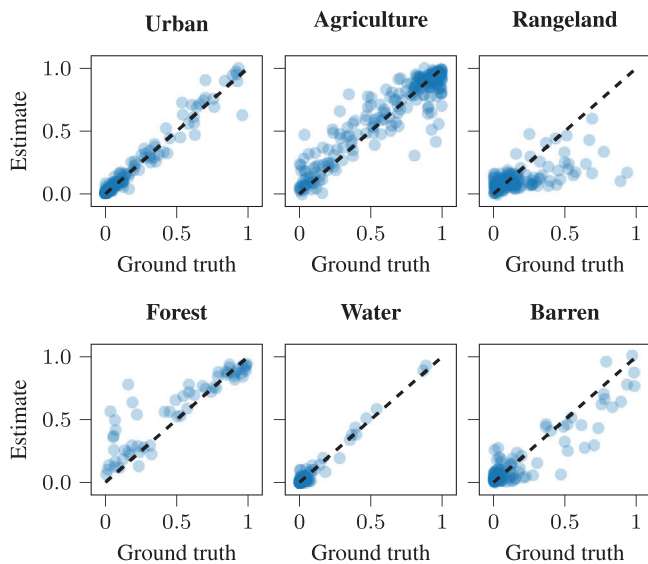 Urban Agriculture Rangeland
1.0
0.5
0.0
Estimate
0 0.5 1 0 0.5 1 0 0.5 1
Ground truth Ground truth Ground truth
Forest Water Barren
1.0
0.5
0.0
Estimate
0 0.5 1 0 0.5 1 0 0.5 1
Ground truth Ground truth Ground truth